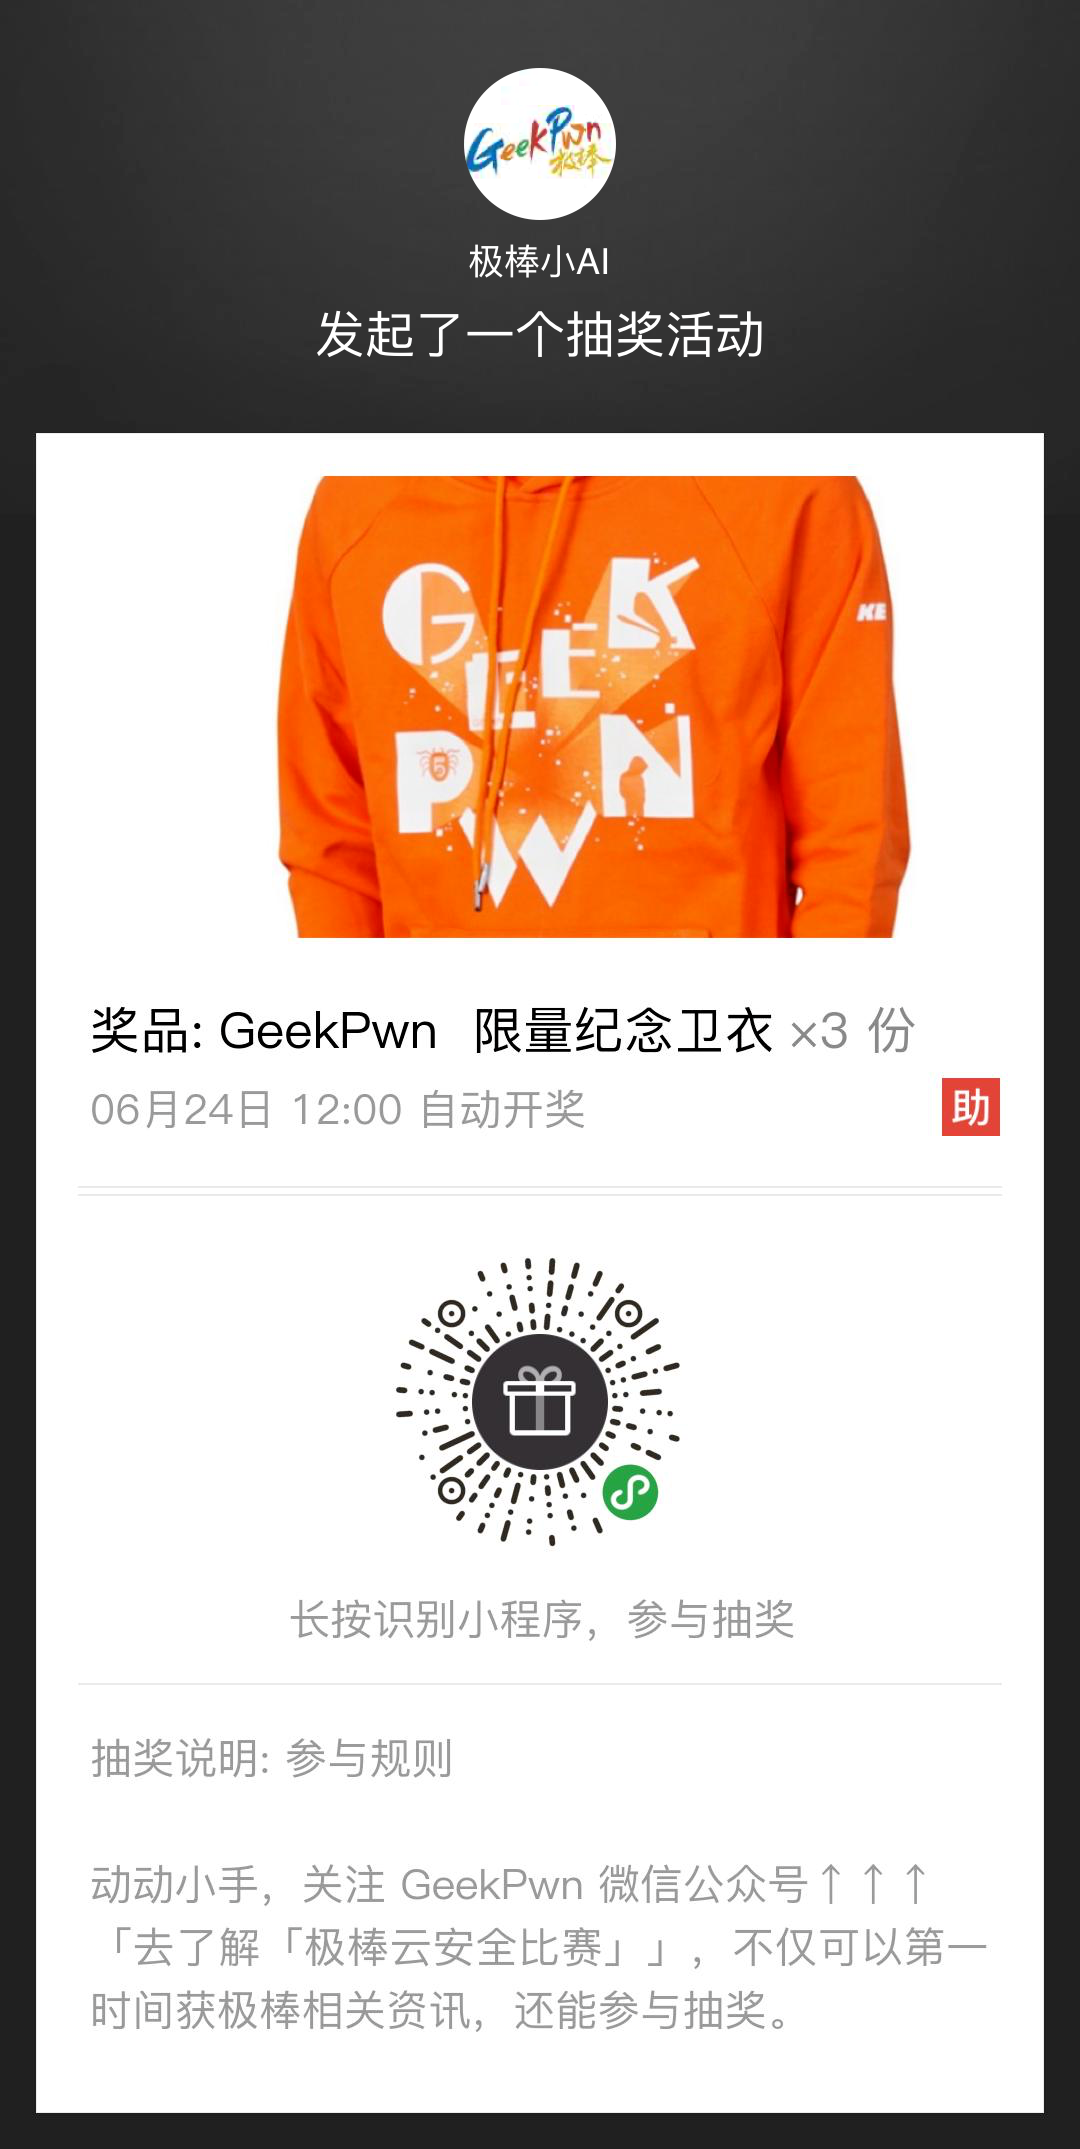 GeekPwn
极棒
极棒小AI
发起了一个抽奖活动
GEEK
PWN
5
KE
奖品: GeekPwn 限量纪念卫衣 ×3 份
06月24日 12:00 自动开奖
助
长按识别小程序，参与抽奖
抽奖说明: 参与规则
动动小手，关注 GeekPwn 微信公众号↑↑↑
「去了解「极棒云安全比赛」」，不仅可以第一
时间获极棒相关资讯，还能参与抽奖。